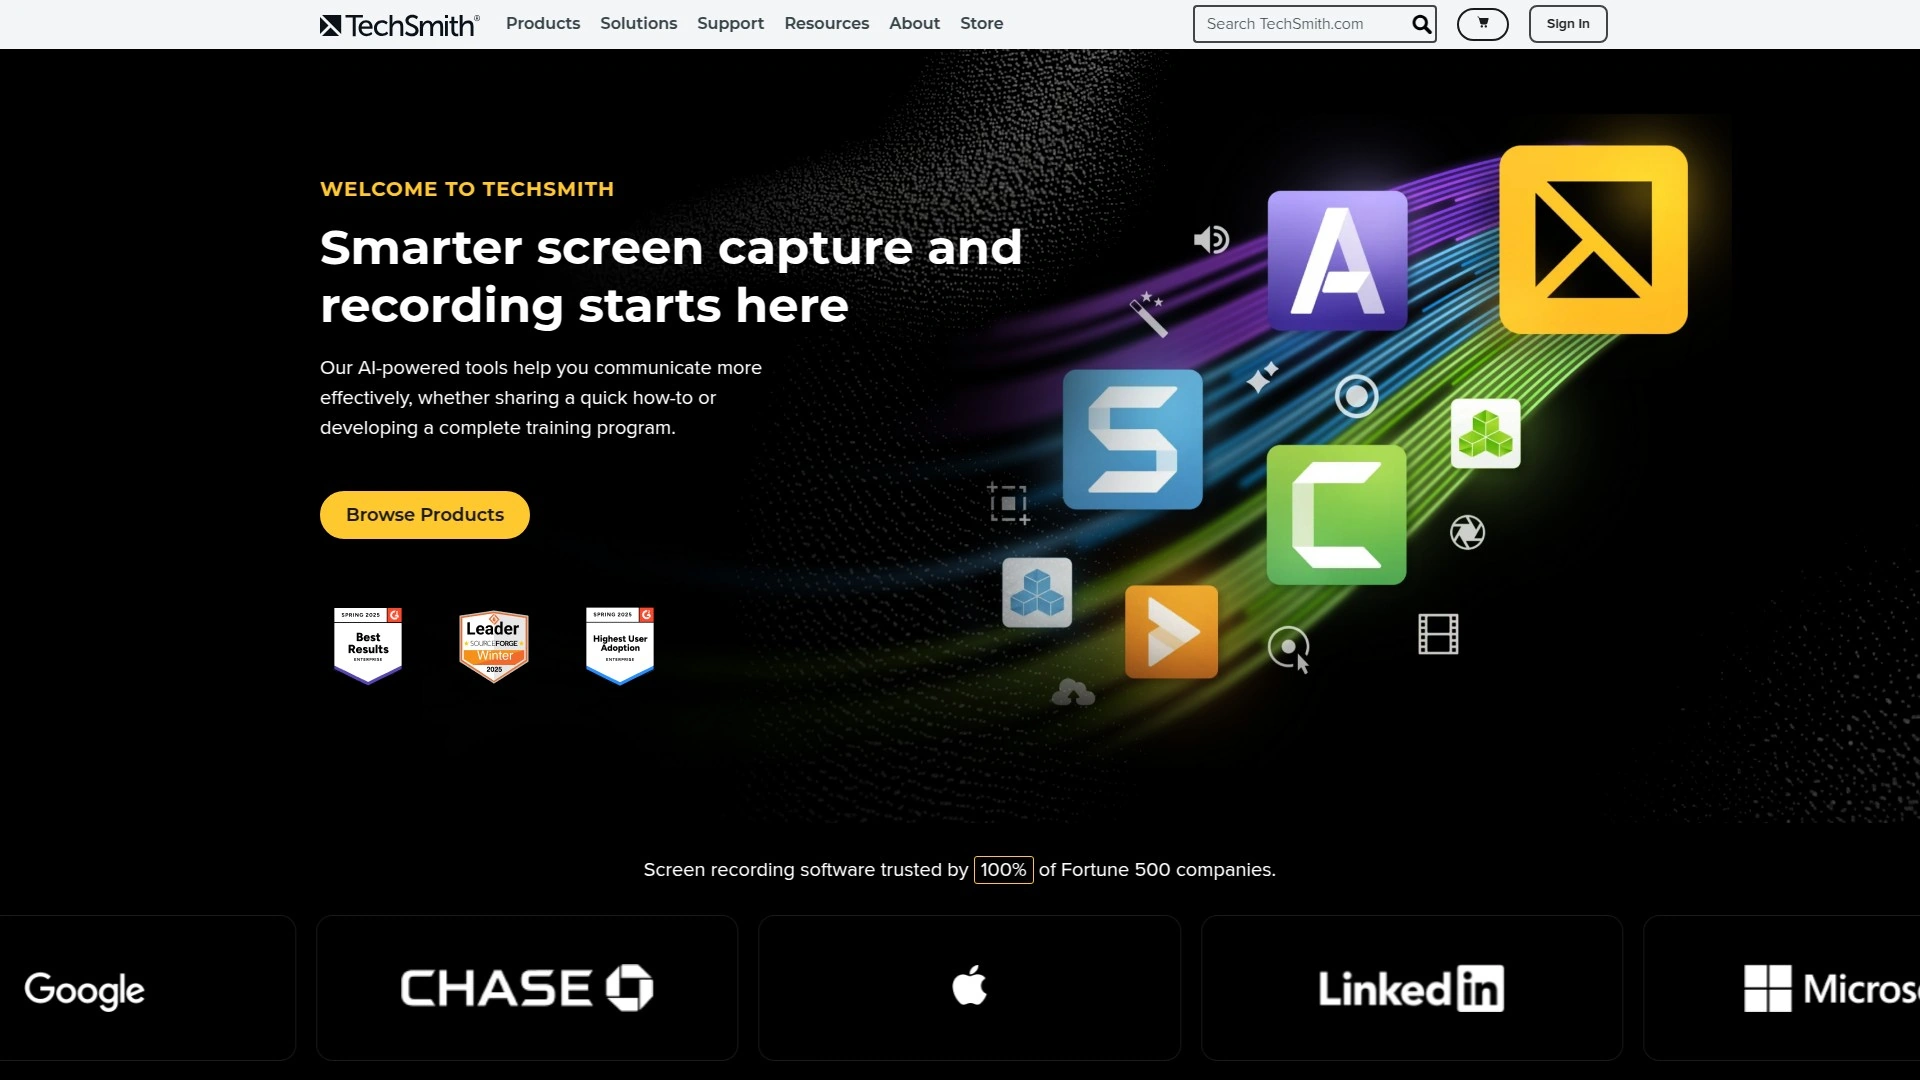 TechSmith®
Products
Solutions
Support
Resources
About
Store
Search TechSmith.com
Sign In
WELCOME TO TECHSMITH
Smarter screen capture and
recording starts here
Our AI-powered tools help you communicate more
effectively, whether sharing a quick how-to or
developing a complete training program.
Browse Products
SPRING 2025
Best
Results
ENTERPRISE
Leader
SOURCEFORGE
Winter
2025
SPRING 2025
Highest User
Adoption
ENTERPRISE
A
S
C
Screen recording software trusted by 100% of Fortune 500 companies.
Google
CHASE
Linked in
Micros